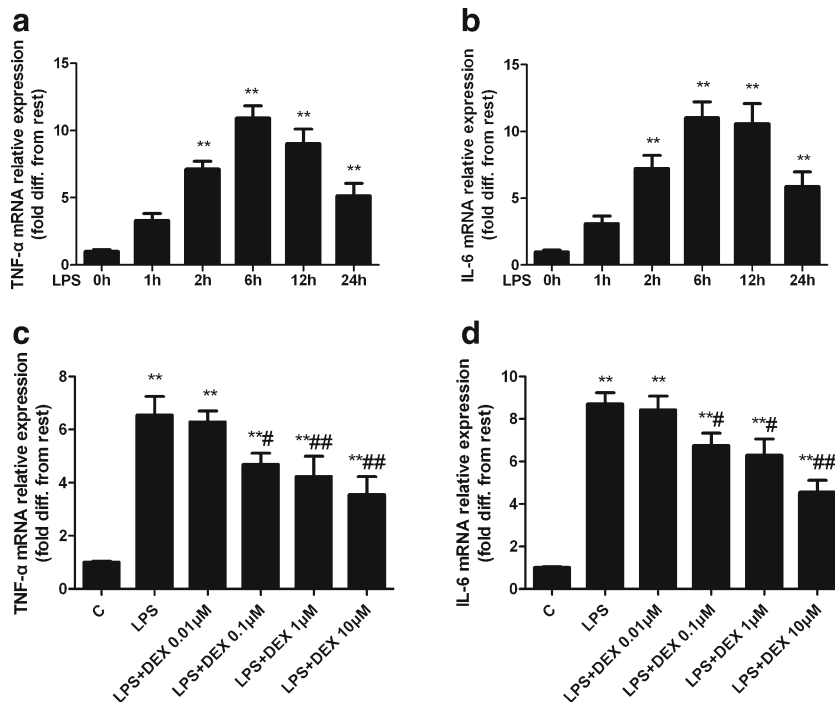 a
TNF-α mRNA relative expression
(fold diff. from rest)
15
10
5
0
**
**
**
**
LPS 0h 1h 2h 6h 12h 24h
b
IL-6 mRNA relative expression
(fold diff. from rest)
15
10
5
0
**
**
**
**
LPS 0h 1h 2h 6h 12h 24h
c
TNF-α mRNA relative expression
(fold diff. from rest)
8
6
4
2
0
**
**
**#
**##
**##
C
LPS
LPS+DEX 0.01μM
LPS+DEX 0.1μM
LPS+DEX 1μM
LPS+DEX 10μM
d
IL-6 mRNA relative expression
(fold diff. from rest)
10
8
6
4
2
0
**
**
**#
**#
**##
C
LPS
LPS+DEX 0.01μM
LPS+DEX 0.1μM
LPS+DEX 1μM
LPS+DEX 10μM